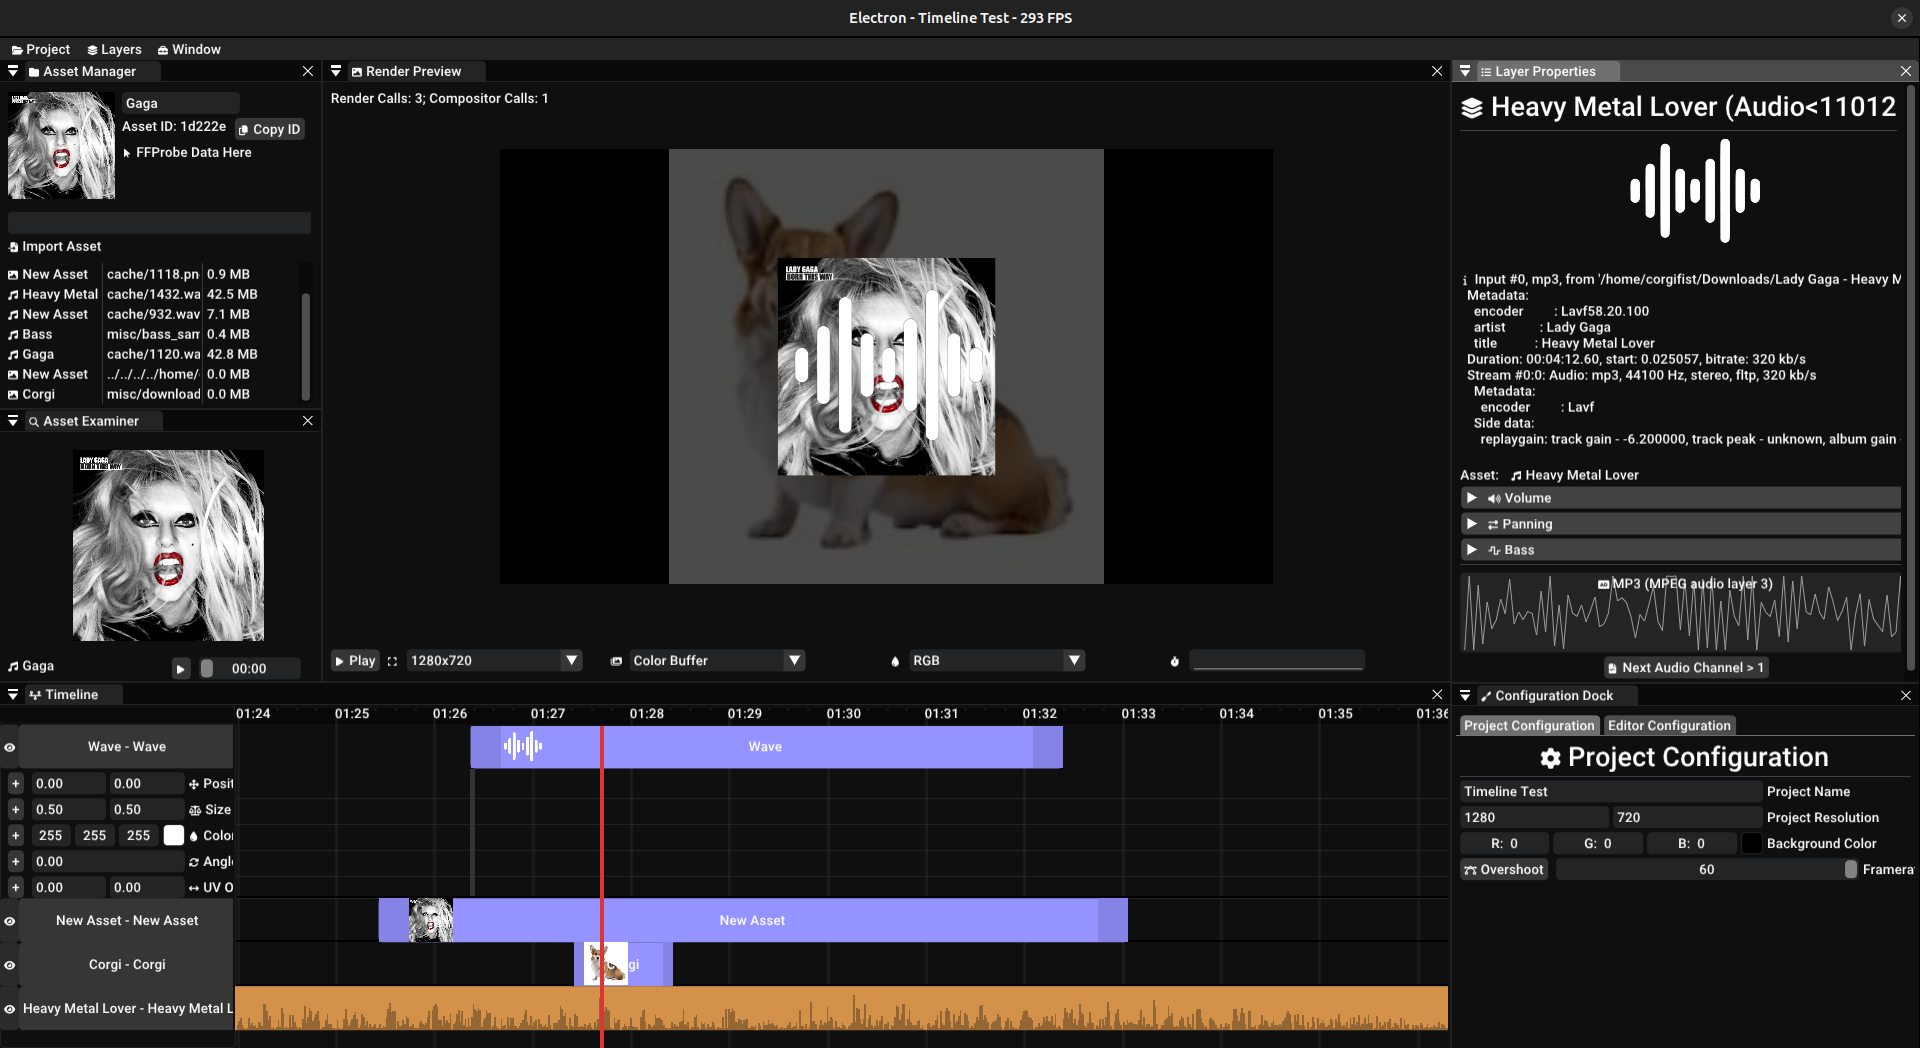 Electron - Timeline Test - 293 FPS
Project Layers Window
Asset Manager
Gaga
Asset ID: 1d222e Copy ID
FFProbe Data Here
Import Asset
New Asset cache/1118.pn 0.9 MB
Heavy Metal cache/1432.wa 42.5 MB
New Asset cache/932.wav 7.1 MB
Bass misc/bass_sam 0.4 MB
Gaga cache/1120.wa 42.8 MB
New Asset ../../../../home/ 0.0 MB
Corgi misc/download 0.0 MB
Asset Examiner
LADY GAGA
BORN THIS WAY
Gaga 00:00
Render Preview
Render Calls: 3; Compositor Calls: 1
LADY GAGA
BORN THIS WAY
Play 1280x720 Color Buffer RGB
Layer Properties
Heavy Metal Lover (Audio<11012
Input #0, mp3, from '/home/corgifist/Downloads/Lady Gaga - Heavy M
Metadata:
encoder : Lavf58.20.100
artist : Lady Gaga
title : Heavy Metal Lover
Duration: 00:04:12.60, start: 0.025057, bitrate: 320 kb/s
Stream #0:0: Audio: mp3, 44100 Hz, stereo, fltp, 320 kb/s
Metadata:
encoder : Lavf
Side data:
replaygain: track gain - -6.200000, track peak - unknown, album gain -
Asset: Heavy Metal Lover
Volume
Panning
Bass
MP3 (MPEG audio layer 3)
Next Audio Channel > 1
Timeline
01:24 01:25 01:26 01:27 01:28 01:29 01:30 01:31 01:32 01:33 01:34 01:35 01:36
Wave - Wave Wave
+ 0.00 0.00 Posit
+ 0.50 0.50 Size
+ 255 255 255 Color
+ 0.00 Angle
+ 0.00 0.00 UV O
New Asset - New Asset New Asset
Corgi - Corgi gi
Heavy Metal Lover - Heavy Metal L
Configuration Dock
Project Configuration Editor Configuration
Project Configuration
Timeline Test Project Name
1280 720 Project Resolution
R: 0 G: 0 B: 0 Background Color
Overshoot 60 Framera